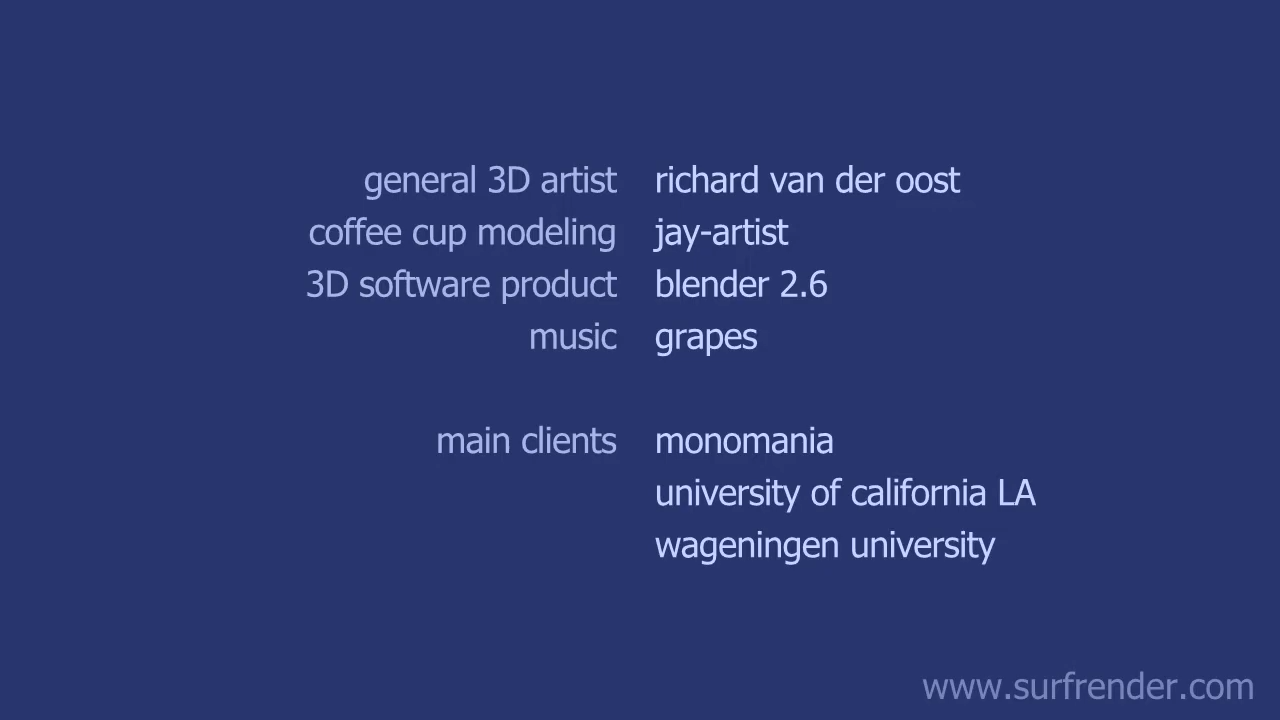 general 3D artist richard van der oost
coffee cup modeling jay-artist
3D software product blender 2.6
music grapes
main clients monomania
university of california LA
wageningen university
www.surfrender.com